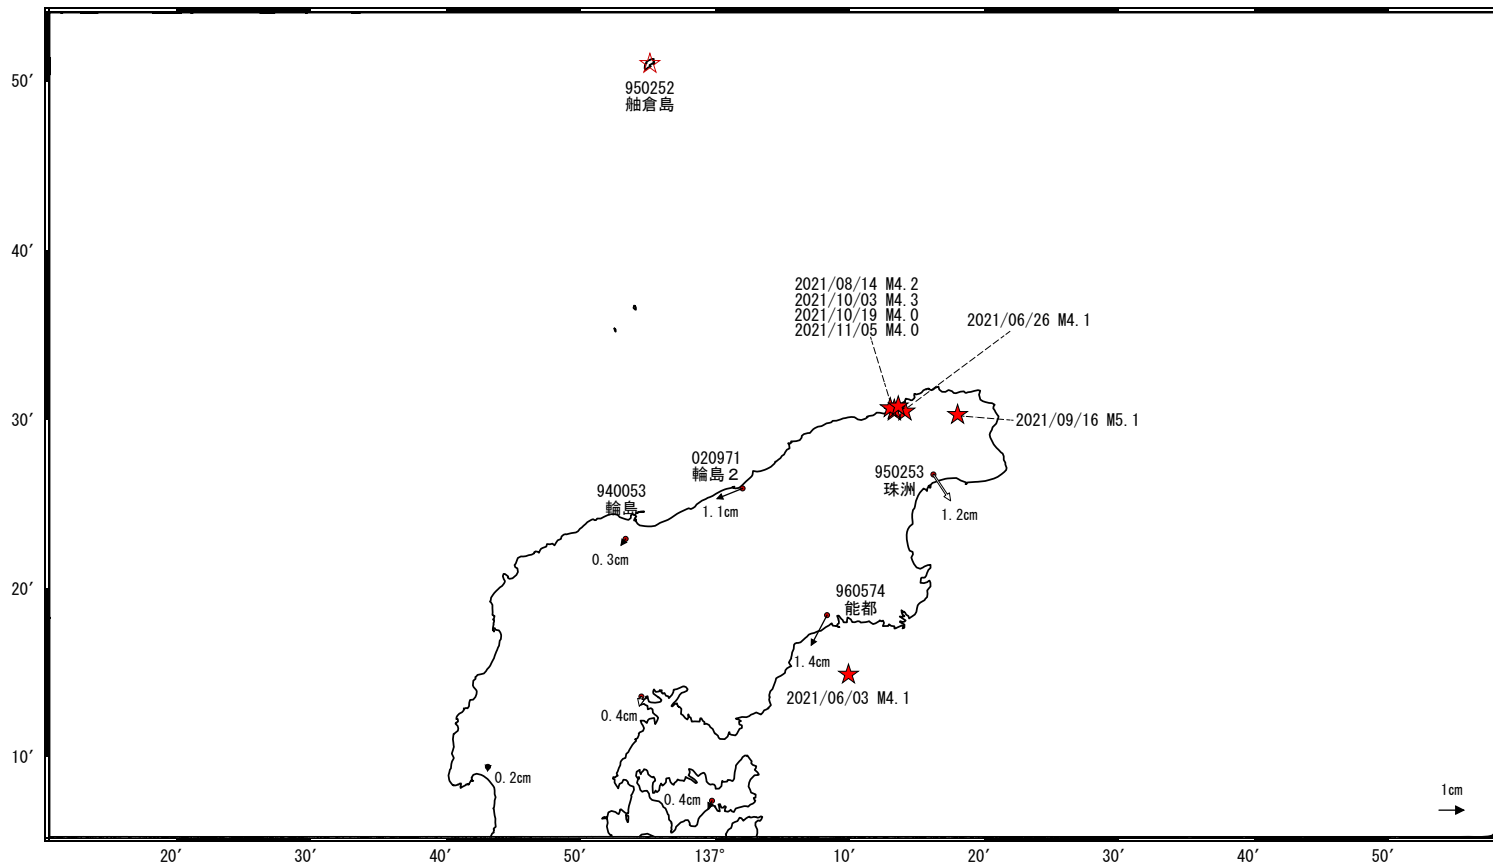 50′
950252
舳倉島
40′
2021/08/14 M4.2
2021/10/03 M4.3
2021/10/19 M4.0
2021/11/05 M4.0
2021/06/26 M4.1
30′
2021/09/16 M5.1
020971
輪島２
950253
珠洲
940053
輪島
1.1cm
1.2cm
0.3cm
20′
960574
能都
1.4cm
2021/06/03 M4.1
0.4cm
10′
0.2cm
0.4cm
1cm
20′
30′
40′
50′
137°
10′
20′
30′
40′
50′